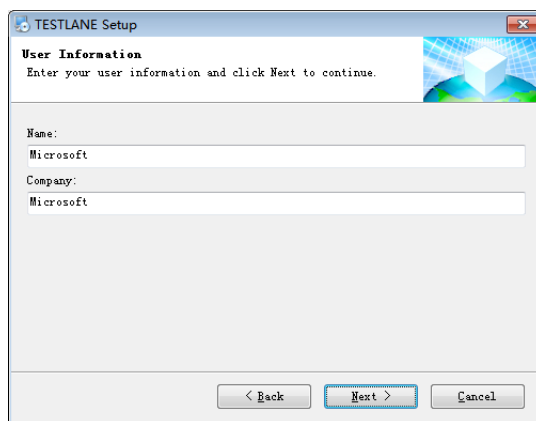 TESTLANE Setup
User Information
Enter your user information and click Next to continue.
Name:
Microsoft
Company:
Microsoft
< Back
Next >
Cancel